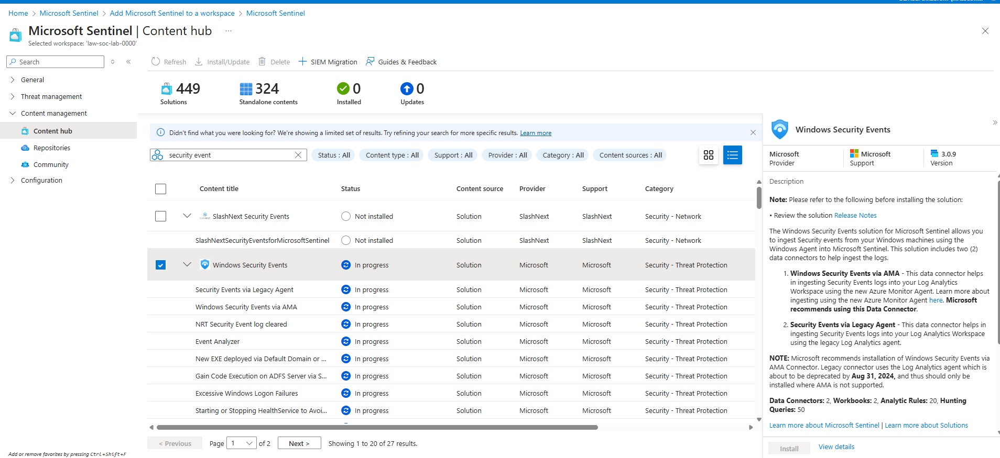 Home > Microsoft Sentinel > Add Microsoft Sentinel to a workspace > Microsoft Sentinel
Microsoft Sentinel | Content hub ...
Selected workspace: 'law-soc-lab-0000'
Search
General
Threat management
Content management
Content hub
Repositories
Community
Configuration
Add or remove favorites by pressing Ctrl+Shift+F
Refresh Install/Update Delete SIEM Migration Guides & Feedback
449 324 0 0
Solutions Standalone contents Installed Updates
Didn't find what you were looking for? We're showing a limited set of results. Try refining your search for more specific results. Learn more
security event Status : All Content type : All Support : All Provider : All Category : All Content sources : All
Content title Status Content source Provider Support Category
SlashNext Security Events Not installed Solution SlashNext SlashNext Security - Network
SlashNextSecurityEventsforMicrosoftSentinel Not installed Solution SlashNext SlashNext Security - Network
Windows Security Events In progress Solution Microsoft Microsoft Security - Threat Protection
Security Events via Legacy Agent In progress Solution Microsoft Microsoft Security - Threat Protection
Windows Security Events via AMA In progress Solution Microsoft Microsoft Security - Threat Protection
NRT Security Event log cleared In progress Solution Microsoft Microsoft Security - Threat Protection
Event Analyzer In progress Solution Microsoft Microsoft Security - Threat Protection
New EXE deployed via Default Domain or ... In progress Solution Microsoft Microsoft Security - Threat Protection
Gain Code Execution on ADFS Server via S... In progress Solution Microsoft Microsoft Security - Threat Protection
Excessive Windows Logon Failures In progress Solution Microsoft Microsoft Security - Threat Protection
Starting or Stopping HealthService to Avoi... In progress Solution Microsoft Microsoft Security - Threat Protection
< Previous Page 1 of 2 Next > Showing 1 to 20 of 27 results.
Windows Security Events
Microsoft Microsoft 3.0.9
Provider Support Version
Description
Note: Please refer to the following before installing the solution:
• Review the solution Release Notes
The Windows Security Events solution for Microsoft Sentinel allows you
to ingest Security events from your Windows machines using the
Windows Agent into Microsoft Sentinel. This solution includes two (2)
data connectors to help ingest the logs.
1. Windows Security Events via AMA - This data connector helps
in ingesting Security Events logs into your Log Analytics
Workspace using the new Azure Monitor Agent. Learn more about
ingesting using the new Azure Monitor Agent here. Microsoft
recommends using this Data Connector.
2. Security Events via Legacy Agent - This data connector helps in
ingesting Security Events logs into your Log Analytics Workspace
using the legacy Log Analytics agent.
NOTE: Microsoft recommends installation of Windows Security Events via
AMA Connector. Legacy connector uses the Log Analytics agent which is
about to be deprecated by Aug 31, 2024, and thus should only be
installed where AMA is not supported.
Data Connectors: 2, Workbooks: 2, Analytic Rules: 20, Hunting
Queries: 50
Learn more about Microsoft Sentinel | Learn more about Solutions
Install View details